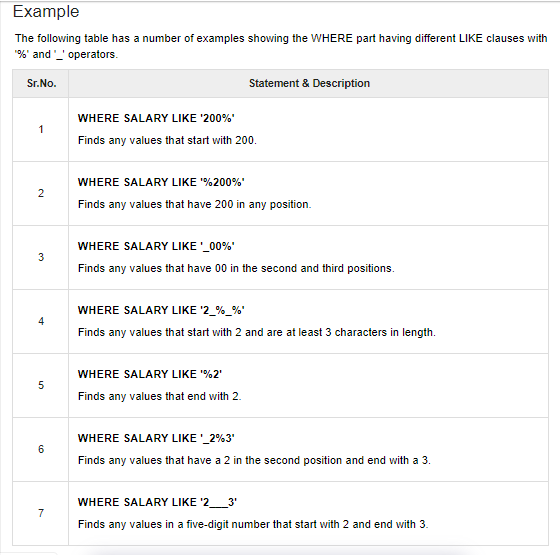 Example
The following table has a number of examples showing the WHERE part having different LIKE clauses with
'%' and '_' operators.
Sr.No.
Statement & Description
1
WHERE SALARY LIKE '200%'
Finds any values that start with 200.
2
WHERE SALARY LIKE '%200%'
Finds any values that have 200 in any position.
3
WHERE SALARY LIKE '_00%'
Finds any values that have 00 in the second and third positions.
4
WHERE SALARY LIKE '2_%_%'
Finds any values that start with 2 and are at least 3 characters in length.
5
WHERE SALARY LIKE '%2'
Finds any values that end with 2.
6
WHERE SALARY LIKE '_2%3'
Finds any values that have a 2 in the second position and end with a 3.
7
WHERE SALARY LIKE '2___3'
Finds any values in a five-digit number that start with 2 and end with 3.